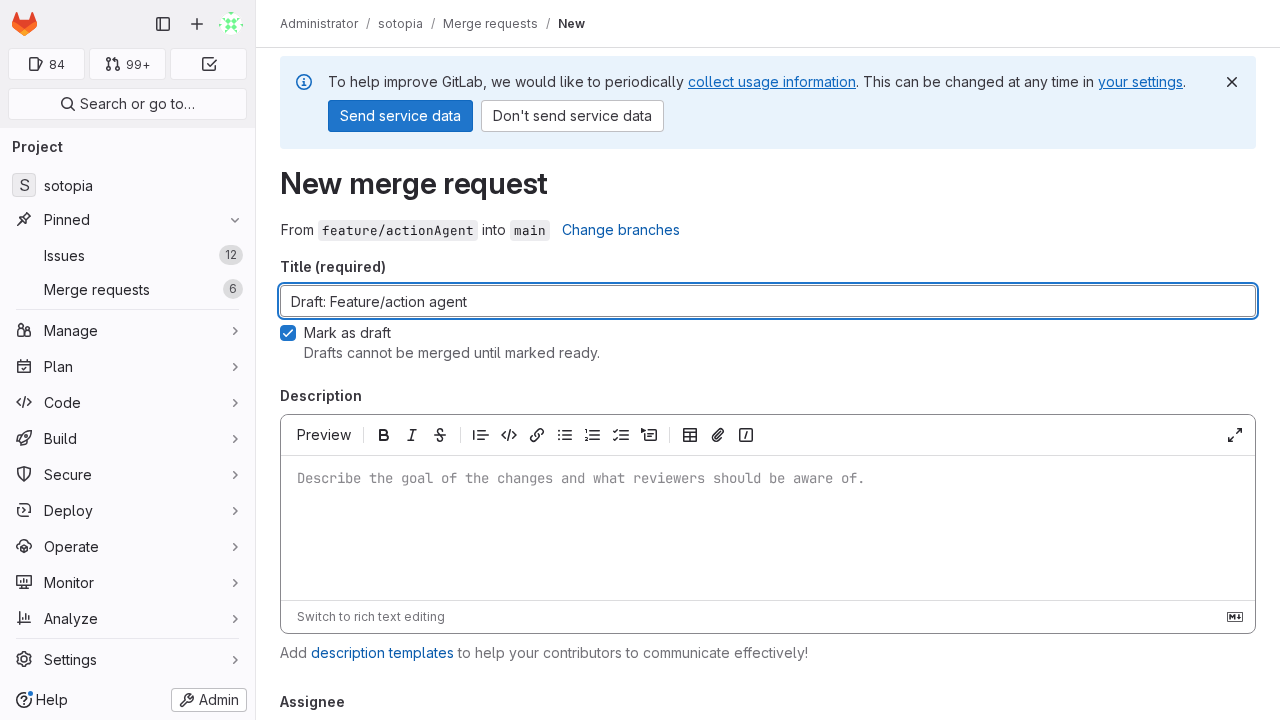 Administrator / sotopia / Merge requests / New
84
99+
Search or go to…
Project
S sotopia
Pinned
Issues 12
Merge requests 6
Manage
Plan
Code
Build
Secure
Deploy
Operate
Monitor
Analyze
Settings
Help
Admin
To help improve GitLab, we would like to periodically collect usage information. This can be changed at any time in your settings.
Send service data
Don't send service data
New merge request
From feature/actionAgent into main Change branches
Title (required)
Draft: Feature/action agent
Mark as draft
Drafts cannot be merged until marked ready.
Description
Preview
Describe the goal of the changes and what reviewers should be aware of.
Switch to rich text editing
Add description templates to help your contributors to communicate effectively!
Assignee